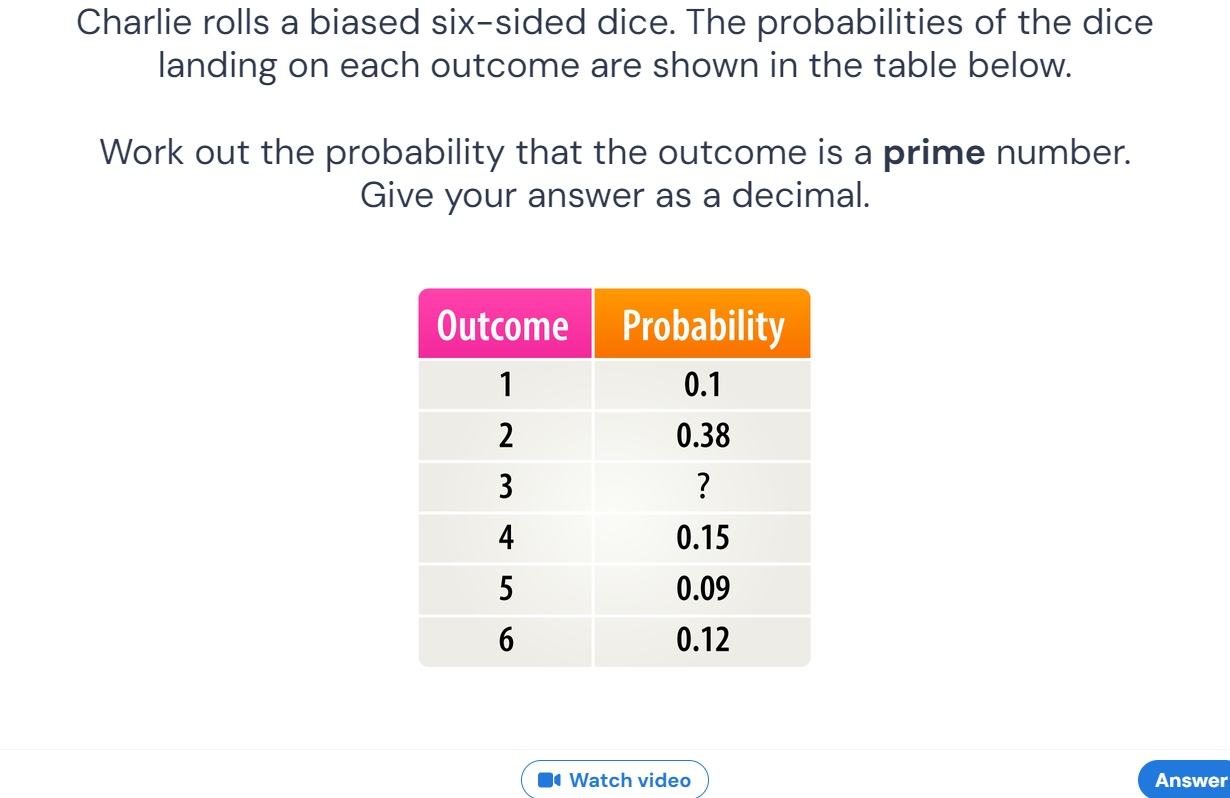 Charlie rolls a biased six-sided dice. The probabilities of the dice
landing on each outcome are shown in the table below.
Work out the probability that the outcome is a prime number.
Give your answer as a decimal.
Outcome Probability
1 0.1
2 0.38
3 ?
4 0.15
5 0.09
6 0.12
Watch video
Answer